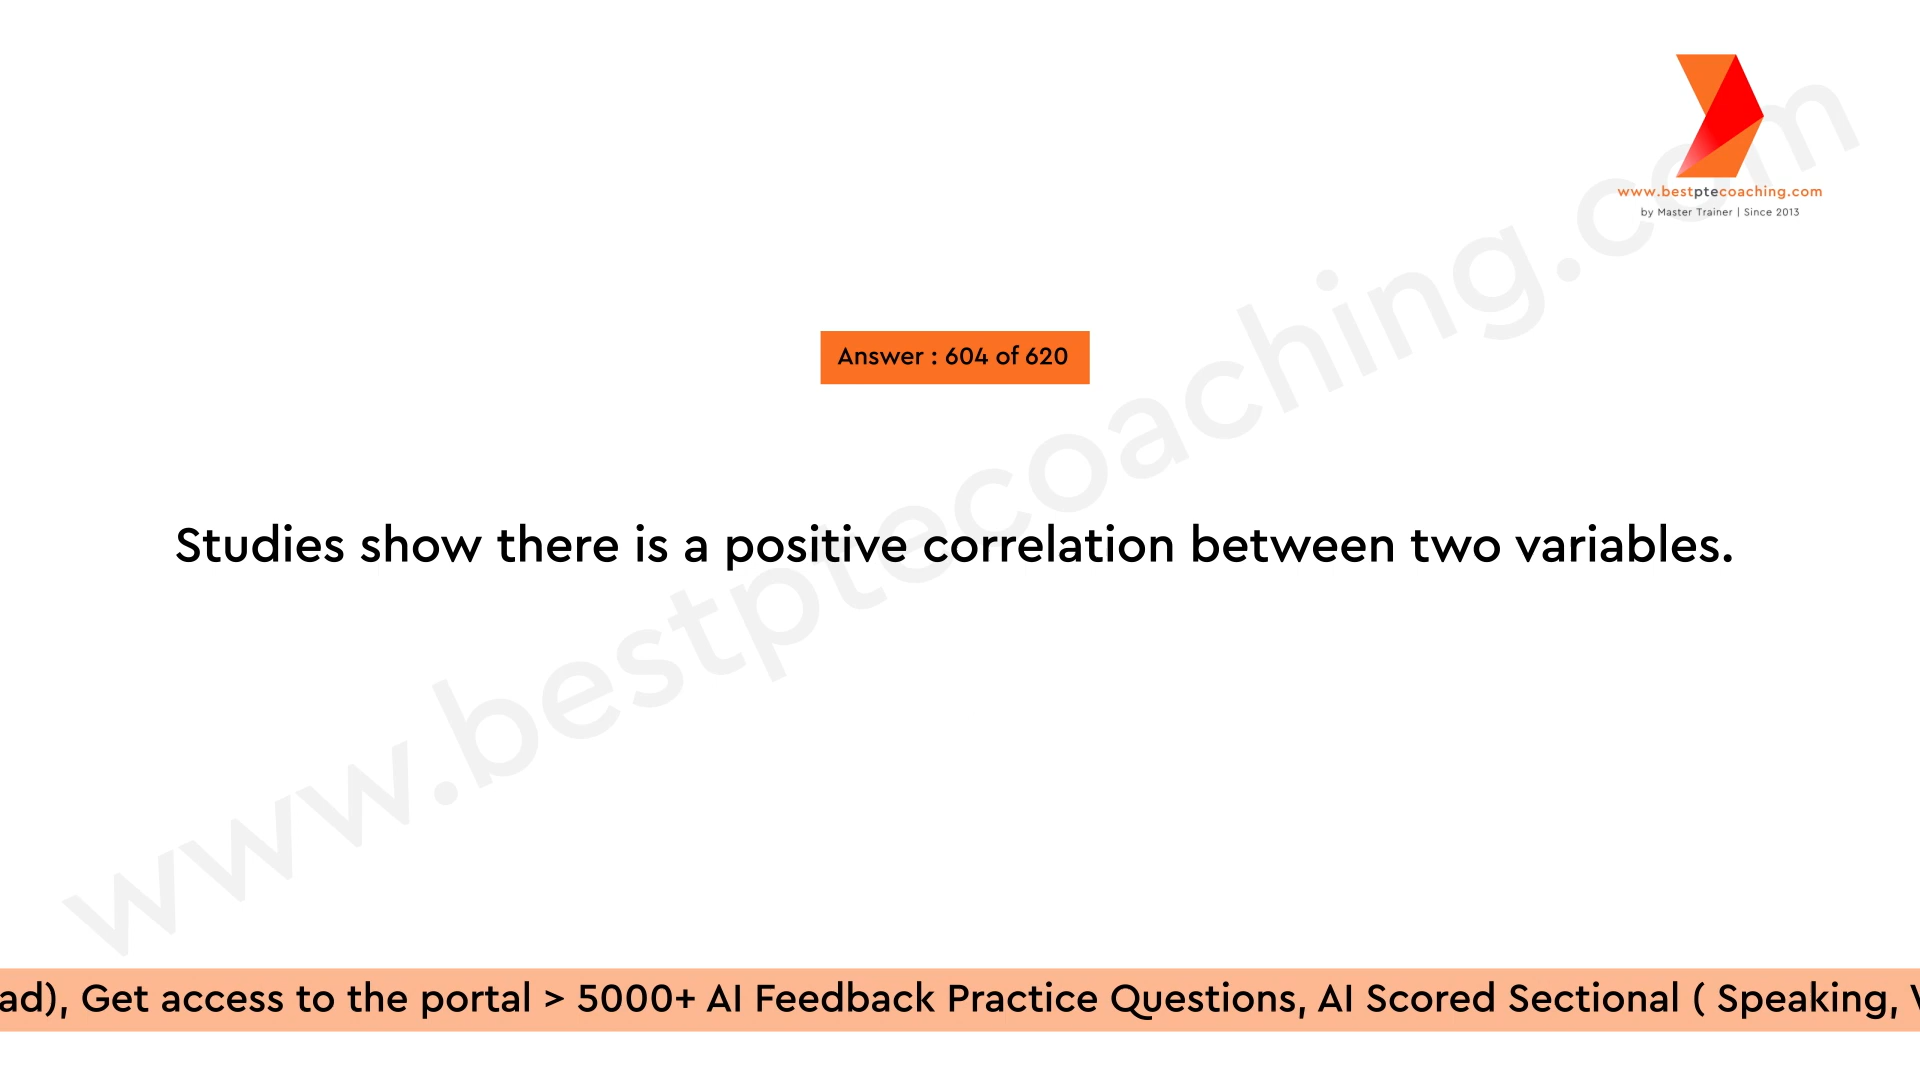 www.bestptecoaching.com
by Master Trainer | Since 2013
Answer : 604 of 620
Studies show there is a positive correlation between two variables.
www.bestptecoaching.com
ad), Get access to the portal > 5000+ AI Feedback Practice Questions, AI Scored Sectional ( Speaking,